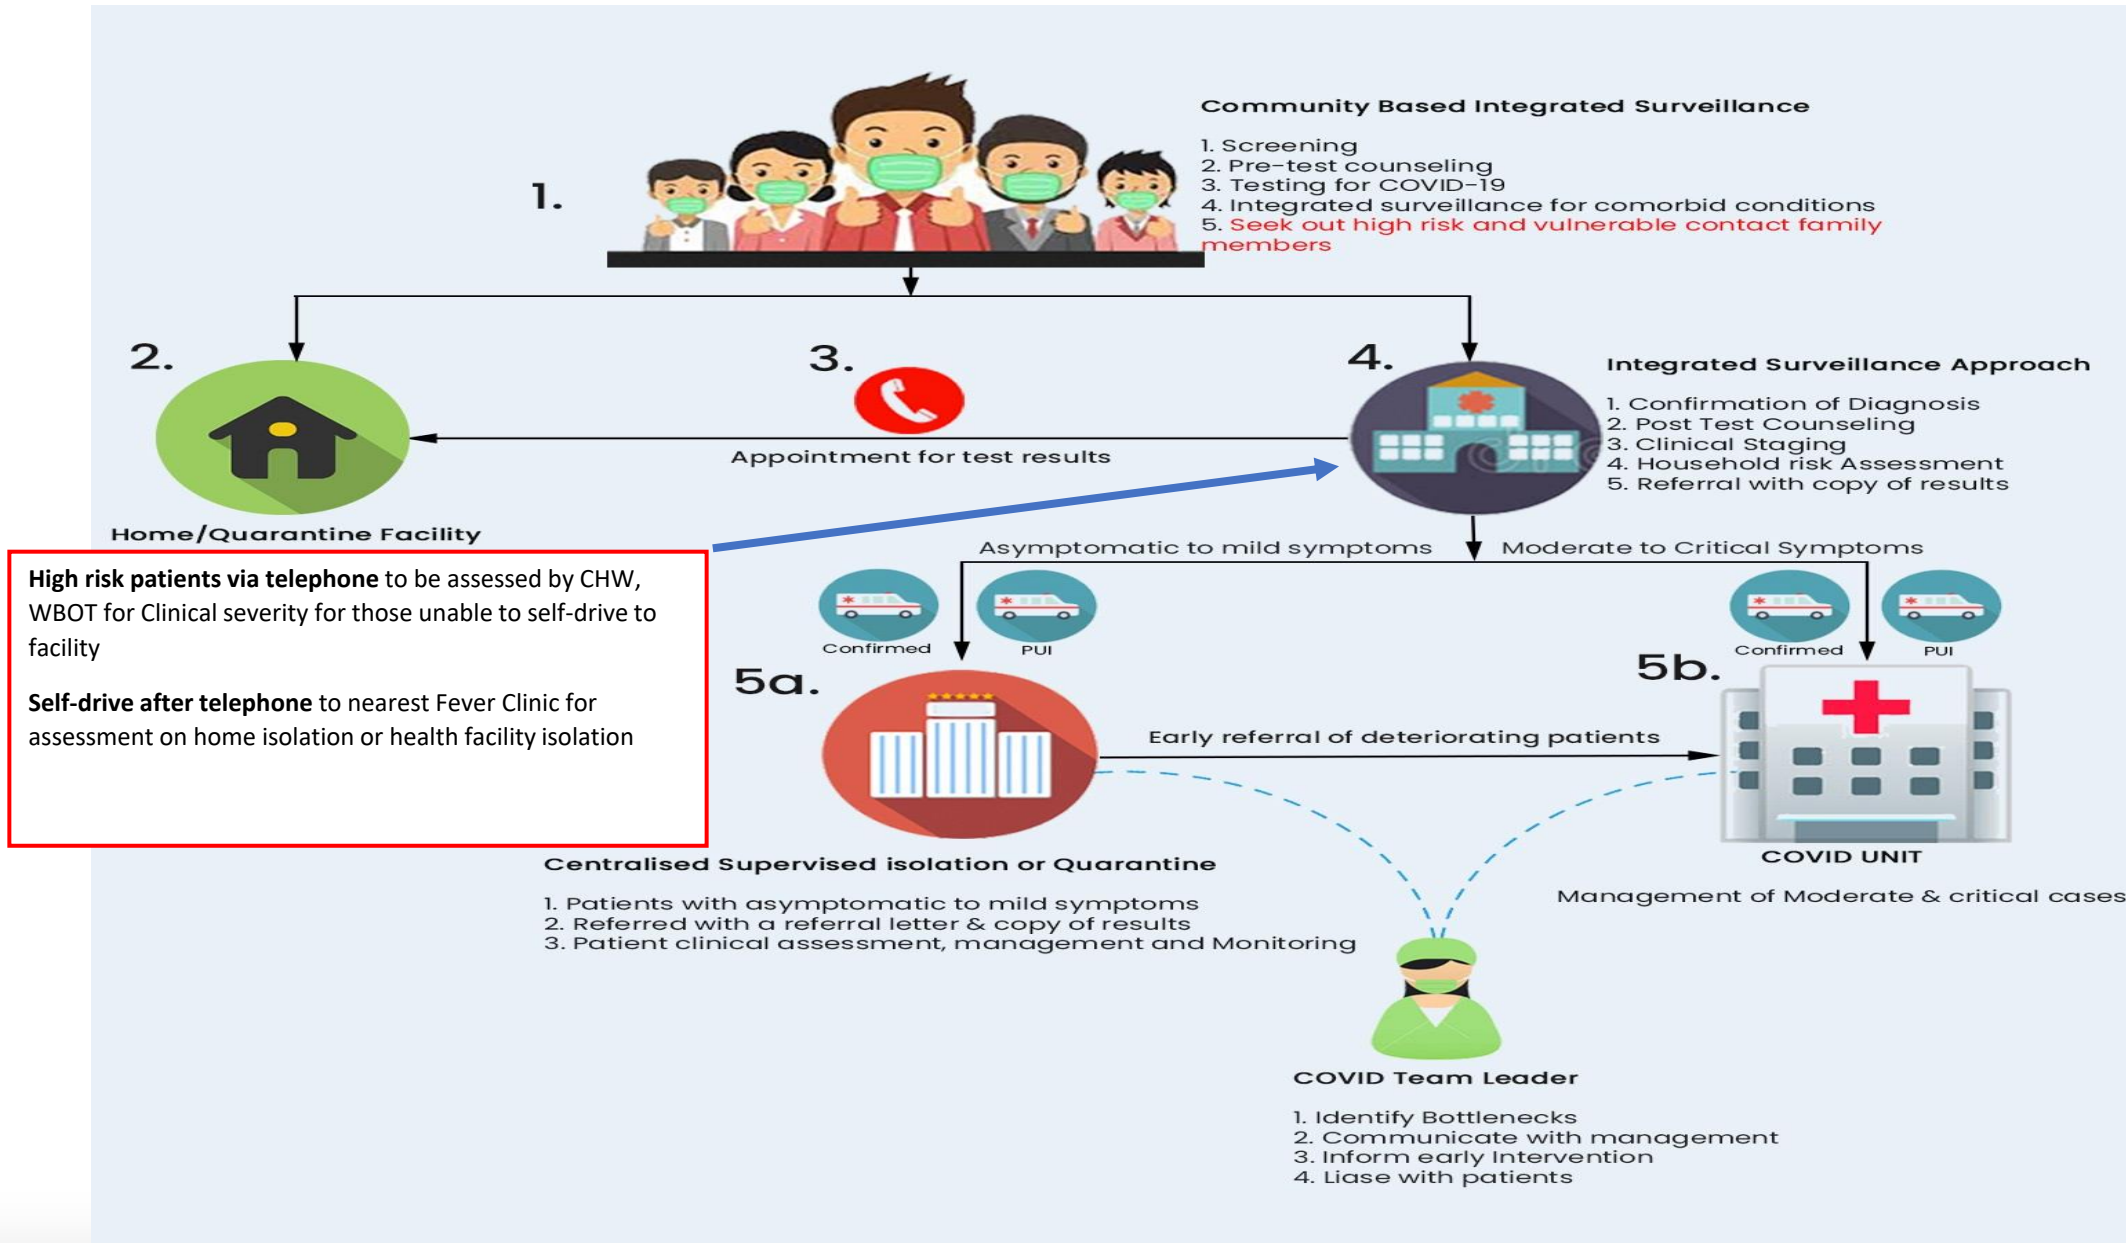 1.
Community Based Integrated Surveillance
1. Screening
2. Pre-test counseling
3. Testing for COVID-19
4. Integrated surveillance for comorbid conditions
5. Seek out high risk and vulnerable contact family
members
2.
Home/Quarantine Facility
3.
Appointment for test results
4.
Integrated Surveillance Approach
1. Confirmation of Diagnosis
2. Post Test Counseling
3. Clinical Staging
4. Household risk Assessment
5. Referral with copy of results
High risk patients via telephone to be assessed by CHW,
WBOT for Clinical severity for those unable to self-drive to
facility
Self-drive after telephone to nearest Fever Clinic for
assessment on home isolation or health facility isolation
Asymptomatic to mild symptoms
Moderate to Critical Symptoms
Confirmed
PUI
Confirmed
PUI
5a.
5b.
Early referral of deteriorating patients
Centralised Supervised isolation or Quarantine
1. Patients with asymptomatic to mild symptoms
2. Referred with a referral letter & copy of results
3. Patient clinical assessment, management and Monitoring
COVID UNIT
Management of Moderate & critical cases
COVID Team Leader
1. Identify Bottlenecks
2. Communicate with management
3. Inform early Intervention
4. Liase with patients